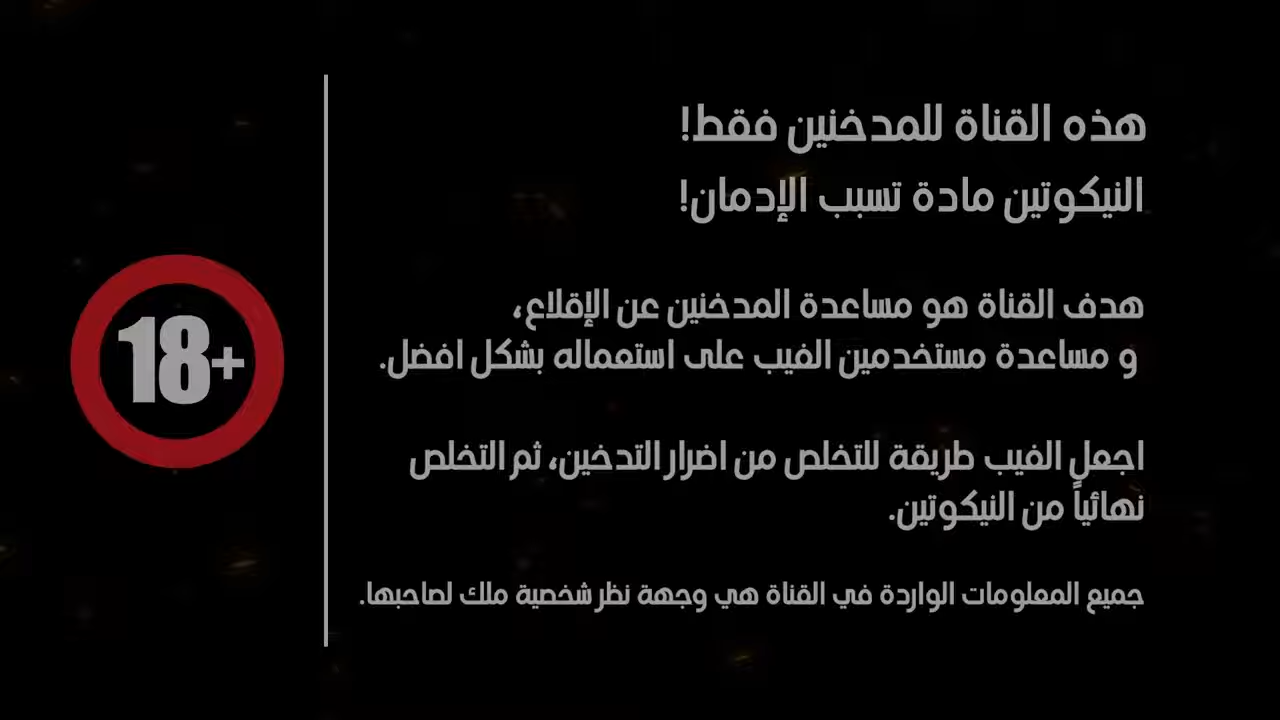 هذه القناة للمدخنين فقط!
النيكوتين مادة تسبب الإدمان!
هدف القناة هو مساعدة المدخنين عن الإقلاع،
و مساعدة مستخدمين الفيب على استعماله بشكل افضل.
18+
اجعل الفيب طريقة للتخلص من اضرار التدخين، ثم التخلص
نهائياً من النيكوتين.
جميع المعلومات الواردة في القناة هي وجهة نظر شخصية ملك لصاحبها.